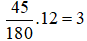 45/180 .12 = 3